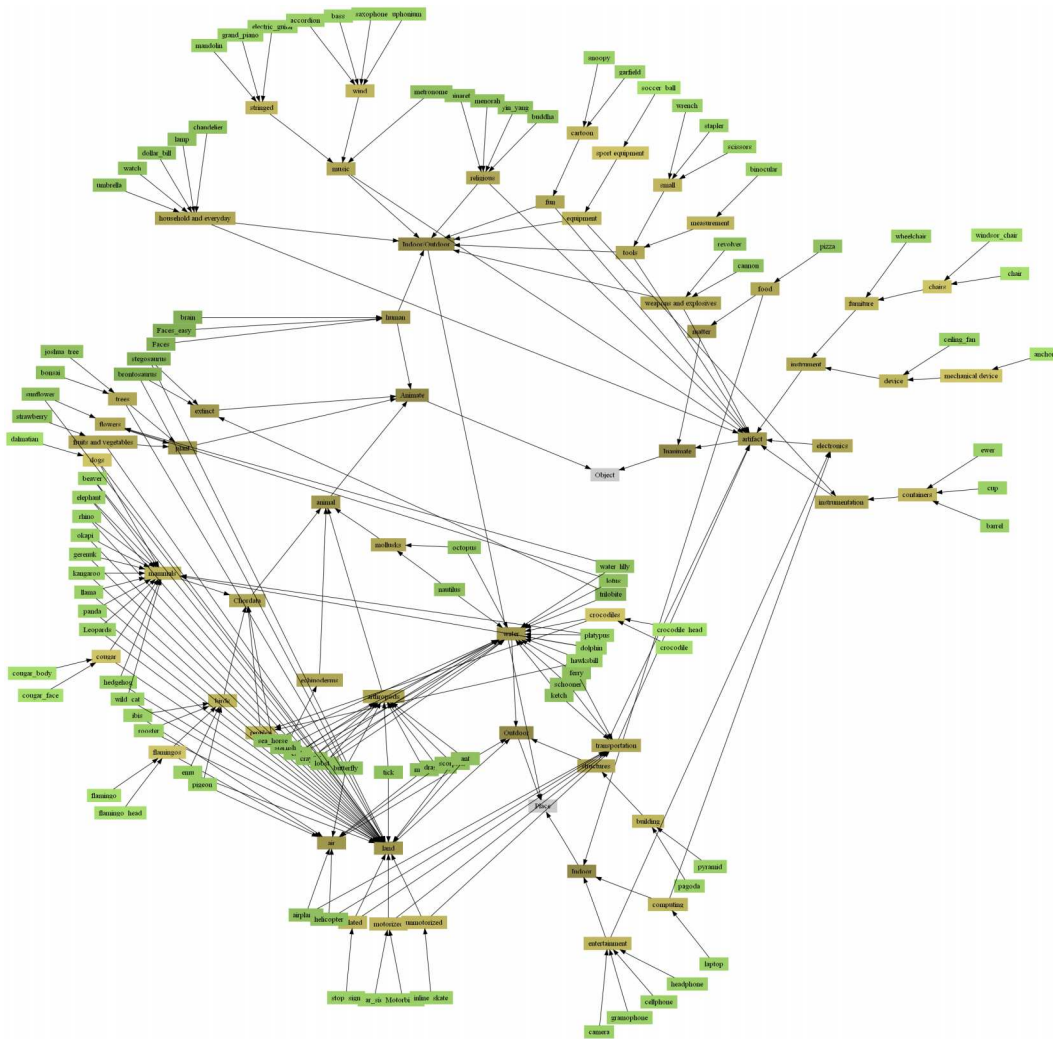 electric_guitar
accordion
bass
saxophone
euphonium
grand_piano
mandolin
stringed
wind
snoopy
garfield
soccer_ball
wrench
stapler
scissors
binocular
metronome
minaret
menorah
yin_yang
buddha
chandelier
lamp
dollar_bill
watch
umbrella
cartoon
sport equipment
small
music
religious
fun
equipment
measurement
household and everyday
Indoor/Outdoor
tools
revolver
cannon
pizza
wheelchair
windsor_chair
chair
chairs
weapons and explosives
food
furniture
brain
human
Faces_easy
Faces
matter
stegosaurus
brontosaurus
joshua_tree
bonsai
sunflower
strawberry
dalmatian
trees
extinct
Animate
instrument
ceiling_fan
device
mechanical device
anchor
flowers
fruits and vegetables
plant
dogs
artifact
Inanimate
electronics
Object
ewer
cup
barrel
containers
instrumentation
beaver
elephant
rhino
okapi
gerenuk
kangaroo
llama
panda
Leopards
animal
mollusks
octopus
nautilus
mammals
Chordata
water_lilly
lotus
trilobite
crocodiles
platypus
dolphin
hawksbill
ferry
schooner
ketch
crocodile_head
crocodile
water
cougar
cougar_body
cougar_face
hedgehog
wild_cat
ibis
rooster
echinoderms
arthropods
birds
sea_horse
butterfly
flamingos
emu
pigeon
flamingo
flamingo_head
tick
ant
Outdoor
transportation
structures
Place
air
land
building
pyramid
pagoda
Indoor
computing
laptop
airplane
helicopter
motorized
unmotorized
entertainment
headphone
cellphone
gramophone
camera
stop_sign
Motorbikes
inline_skate